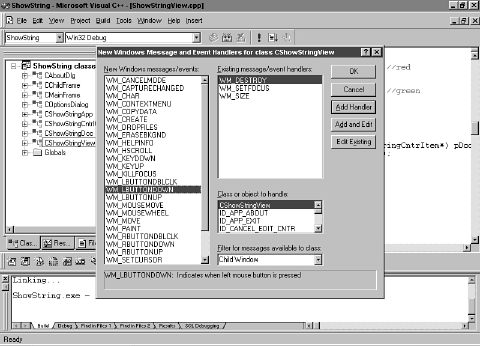 ShowString - Microsoft Visual C++ - [ShowString.cpp]
File Edit View Project Build Tools Window Help Insert
ShowString
Win32 Debug
ShowString classes
CAboutDlg
CChildFrame
CMainFrame
COptionsDialog
CShowStringApp
CShowStringCntrIte
CShowStringDoc
CShowStringView
Globals
Clas...
Res...
File
New Windows Message and Event Handlers for class CShowStringView
New Windows messages/events:
WM_CANCELMODE
WM_CAPTURECHANGED
WM_CHAR
WM_CONTEXTMENU
WM_COPYDATA
WM_CREATE
WM_DROPFILES
WM_ERASEBKGND
WM_HELPINFO
WM_HSCROLL
WM_KEYDOWN
WM_KEYUP
WM_KILLFOCUS
WM_LBUTTONDBLCLK
WM_LBUTTONDOWN
WM_LBUTTONUP
WM_MOUSEMOVE
WM_MOUSEWHEEL
WM_MOVE
WM_PAINT
WM_RBUTTONDBLCLK
WM_RBUTTONDOWN
WM_RBUTTONUP
WM_SETCURSOR
Existing message/event handlers:
WM_DESTROY
WM_SETFOCUS
WM_SIZE
Class or object to handle:
CShowStringView
ID_APP_ABOUT
ID_APP_EXIT
ID_CANCEL_EDIT_CNTR
Filter for messages available to class:
Child Window
OK
Cancel
Add Handler
Add and Edit
Edit Existing
WM_LBUTTONDOWN: Indicates when left mouse button is pressed
//red
//green
ringCntrItem*) pDoc
;
Linking...
ShowString.exe -
Build
Debug
Find in Files 1
Find in Files 2
Results
SQL Debugging
Ready